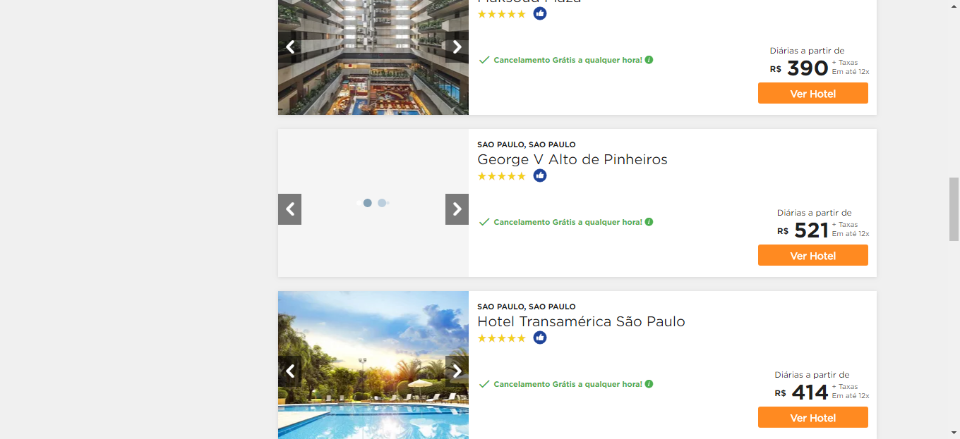 Maksoud Plaza
Cancelamento Grátis a qualquer hora!
Diárias a partir de
R$ 390 + Taxas
Em até 12x
Ver Hotel
SAO PAULO, SAO PAULO
George V Alto de Pinheiros
Cancelamento Grátis a qualquer hora!
Diárias a partir de
R$ 521 + Taxas
Em até 12x
Ver Hotel
SAO PAULO, SAO PAULO
Hotel Transamérica São Paulo
Cancelamento Grátis a qualquer hora!
Diárias a partir de
R$ 414 + Taxas
Em até 12x
Ver Hotel